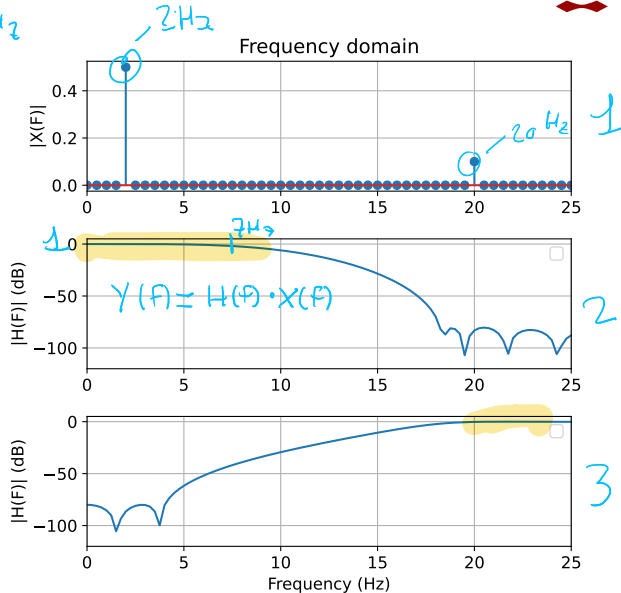 Hz
2Hz
Frequency domain
|X(F)|
0.4
0.2
0.0
20 Hz
1
0 5 10 15 20 25
7Hz
1
|H(F)| (dB)
0
−50
−100
Y(F) = H(F) · X(F)
2
0 5 10 15 20 25
|H(F)| (dB)
0
−50
−100
3
0 5 10 15 20 25
Frequency (Hz)